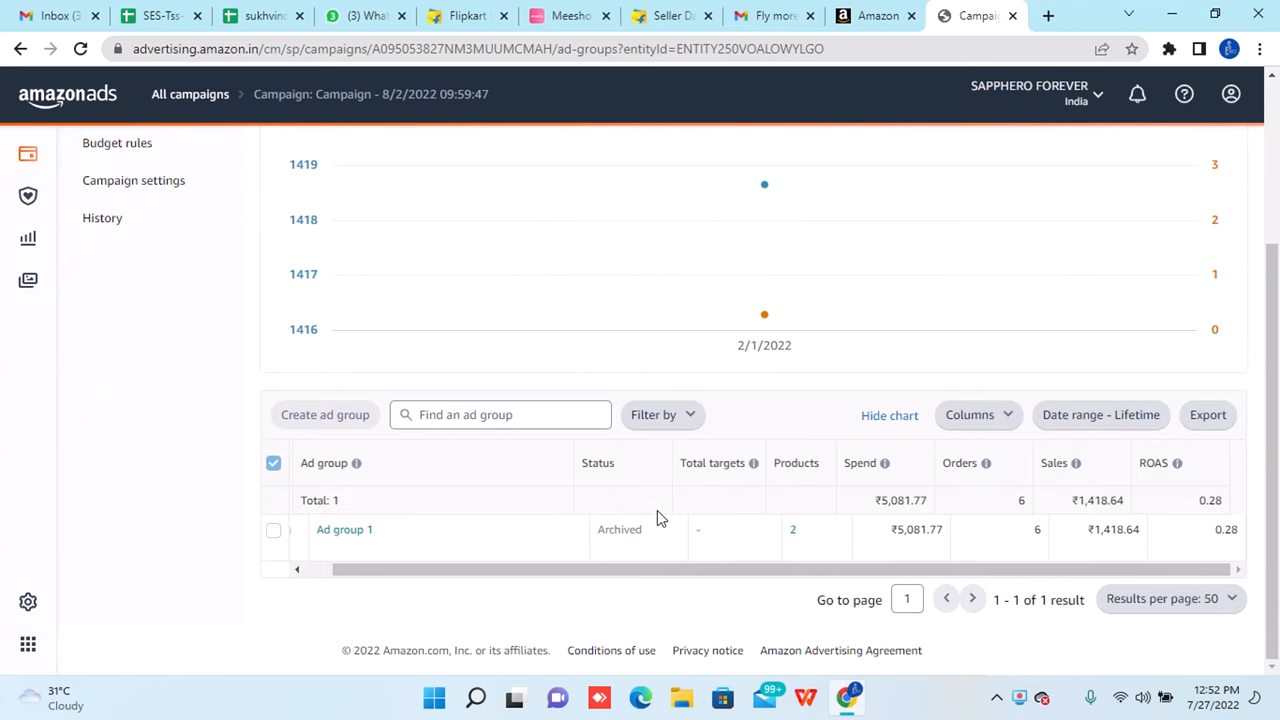 Inbox (3
SES-Tss-
sukhvinc
(3) What
Flipkart
Meesho
Seller Da
Fly more
Amazon
Campai
advertising.amazon.in/cm/sp/campaigns/A095053827NM3MUUMCMAH/ad-groups?entityId=ENTITY250VOALOWYLGO
amazonads
All campaigns > Campaign: Campaign - 8/2/2022 09:59:47
SAPPHERO FOREVER
India
Budget rules
Campaign settings
History
1419
3
1418
2
1417
1
1416
0
2/1/2022
Create ad group
Find an ad group
Filter by
Hide chart
Columns
Date range - Lifetime
Export
Ad group
Status
Total targets
Products
Spend
Orders
Sales
ROAS
Total: 1
₹5,081.77
6
₹1,418.64
0.28
Ad group 1
Archived
-
2
₹5,081.77
6
₹1,418.64
0.28
Go to page
1
1 - 1 of 1 result
Results per page: 50
© 2022 Amazon.com, Inc. or its affiliates.
Conditions of use
Privacy notice
Amazon Advertising Agreement
31°C
Cloudy
99+
12:52 PM
7/27/2022